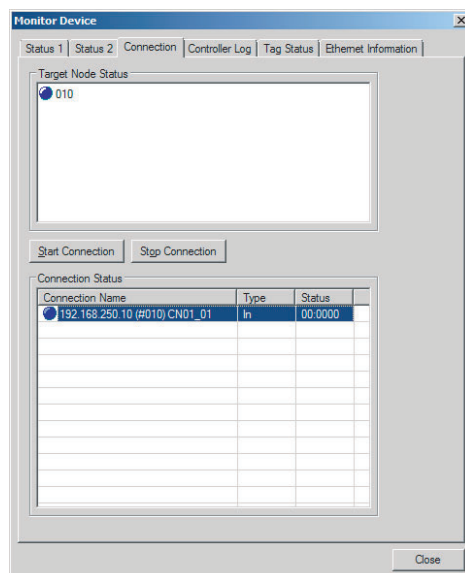 Monitor Device
Status 1 Status 2 Connection Controller Log Tag Status Ethernet Information
Target Node Status
010
Start Connection Stop Connection
Connection Status
Connection Name Type Status
192.168.250.10 (#010) CN01_01 In 00:0000
Close